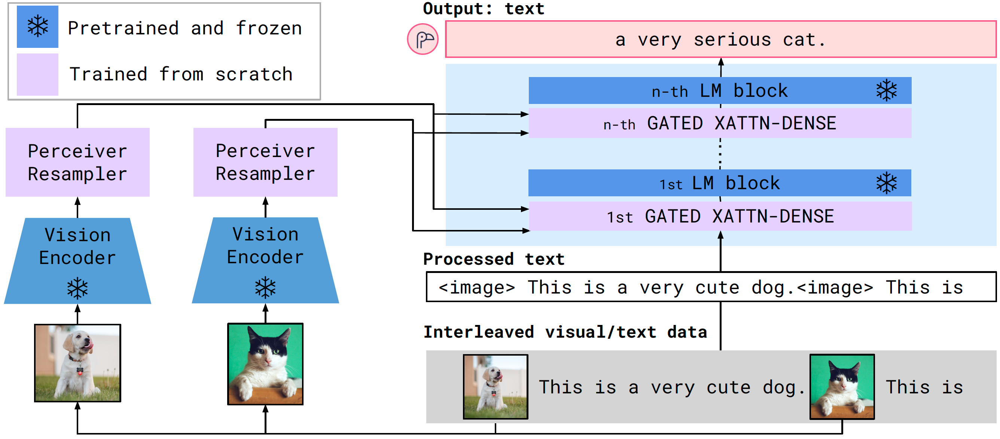 Pretrained and frozen
Trained from scratch
Output: text
a very serious cat.
n-th LM block
n-th GATED XATTN-DENSE
1st LM block
1st GATED XATTN-DENSE
Perceiver
Resampler
Perceiver
Resampler
Vision
Encoder
Vision
Encoder
Processed text
<image> This is a very cute dog.<image> This is
Interleaved visual/text data
This is a very cute dog.
This is